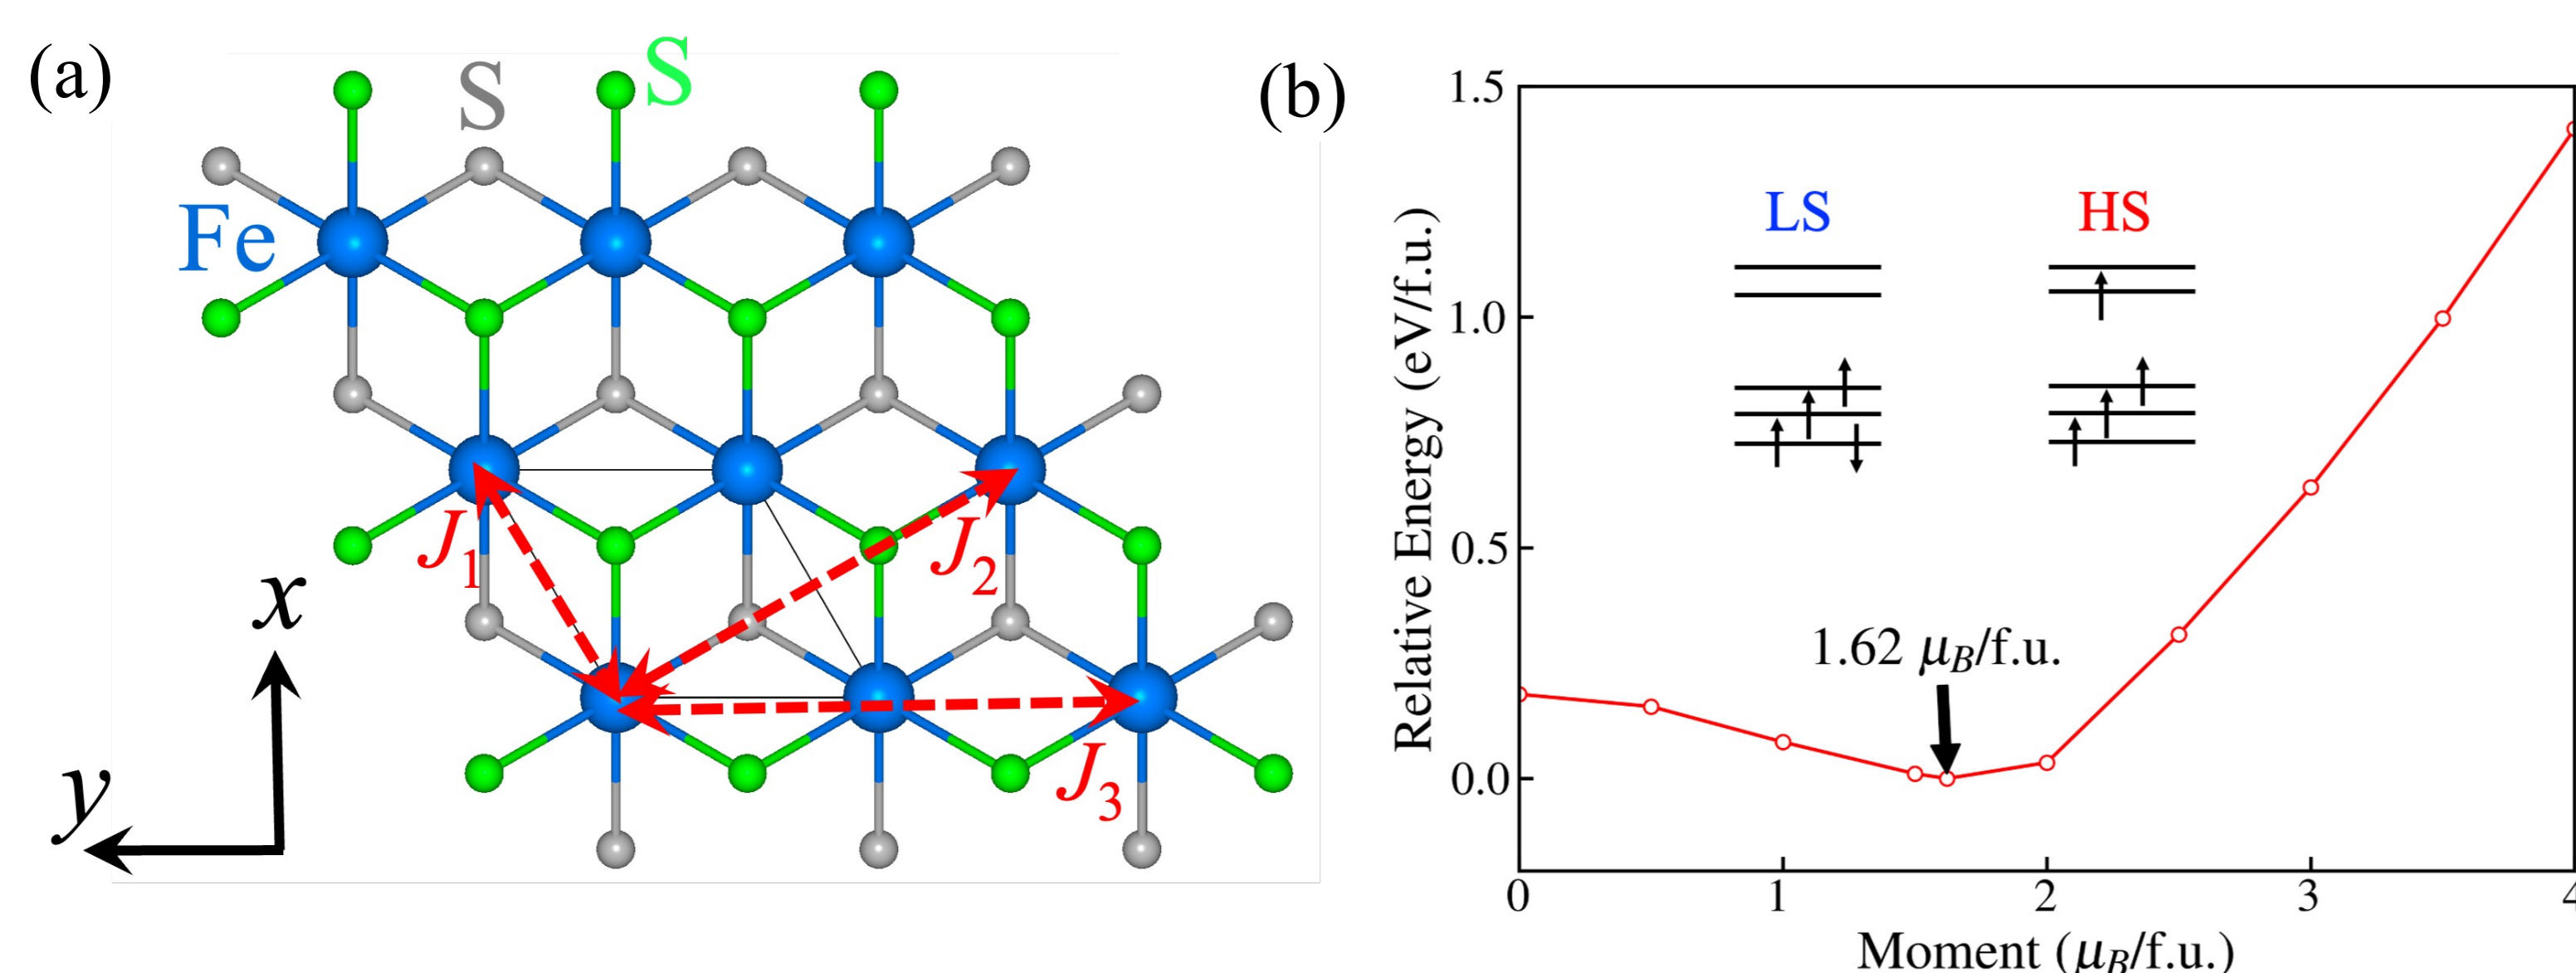 (a)
S
S
Fe
J1
J2
J3
x
y
(b)
Relative Energy (eV/f.u.)
1.5
1.0
0.5
0.0
LS
HS
1.62 μB/f.u.
0
1
2
3
4
Moment (μB/f.u.)